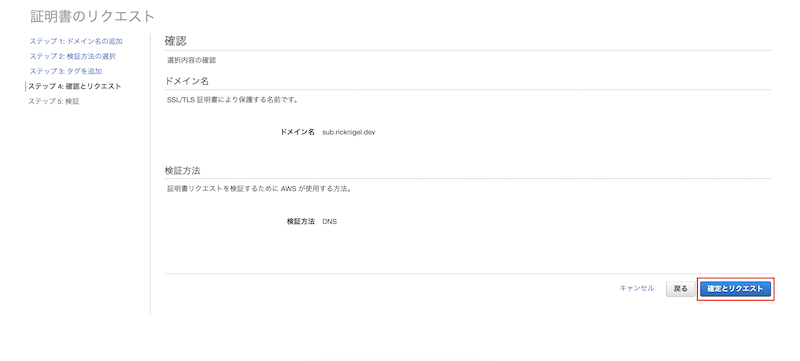 証明書のリクエスト
ステップ 1: ドメイン名の追加
ステップ 2: 検証方法の選択
ステップ 3: タグを追加
ステップ 4: 確認とリクエスト
ステップ 5: 検証
確認
選択内容の確認
ドメイン名
SSL/TLS 証明書により保護する名前です。
ドメイン名 sub.ricknigel.dev
検証方法
証明書リクエストを検証するために AWS が使用する方法。
検証方法 DNS
キャンセル 戻る 確定とリクエスト